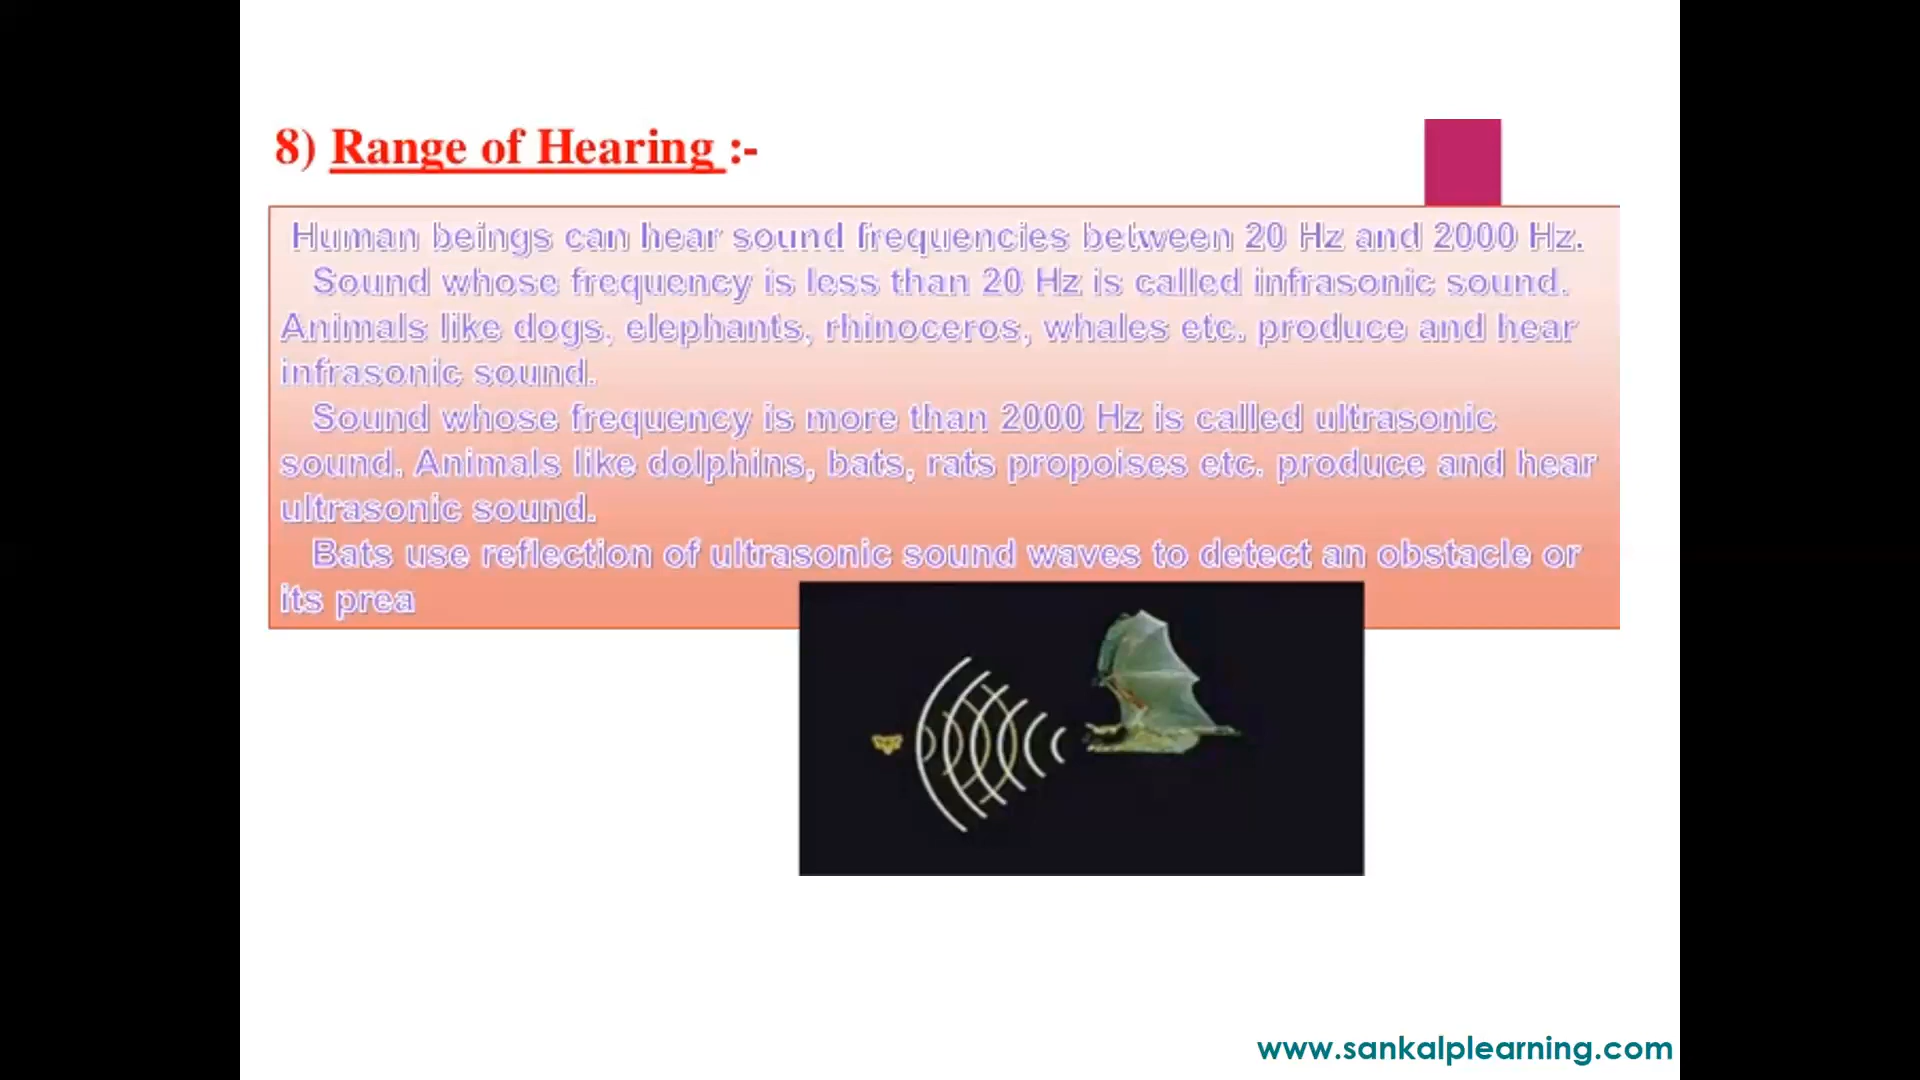 8) Range of Hearing :-
Human beings can hear sound frequencies between 20 Hz and 2000 Hz.
Sound whose frequency is less than 20 Hz is called infrasonic sound.
Animals like dogs, elephants, rhinoceros, whales etc. produce and hear
infrasonic sound.
Sound whose frequency is more than 2000 Hz is called ultrasonic
sound. Animals like dolphins, bats, rats propoises etc. produce and hear
ultrasonic sound.
Bats use reflection of ultrasonic sound waves to detect an obstacle or
its prea
www.sankalplearning.com